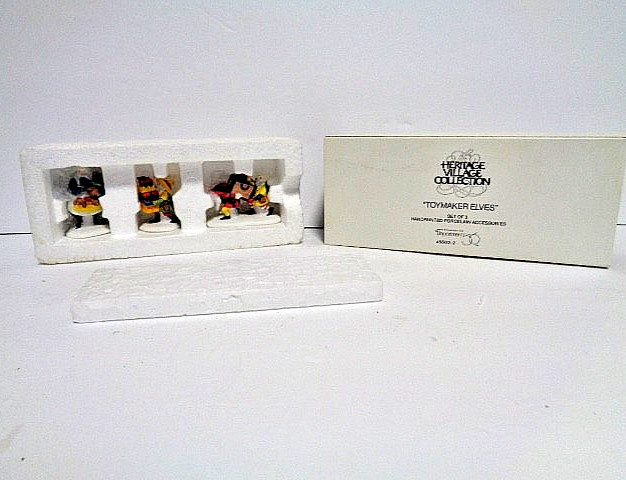 HERITAGE
VILLAGE
COLLECTION
"TOYMAKER ELVES"
SET OF 3
HANDPAINTED PORCELAIN ACCESSORIES
Department 56